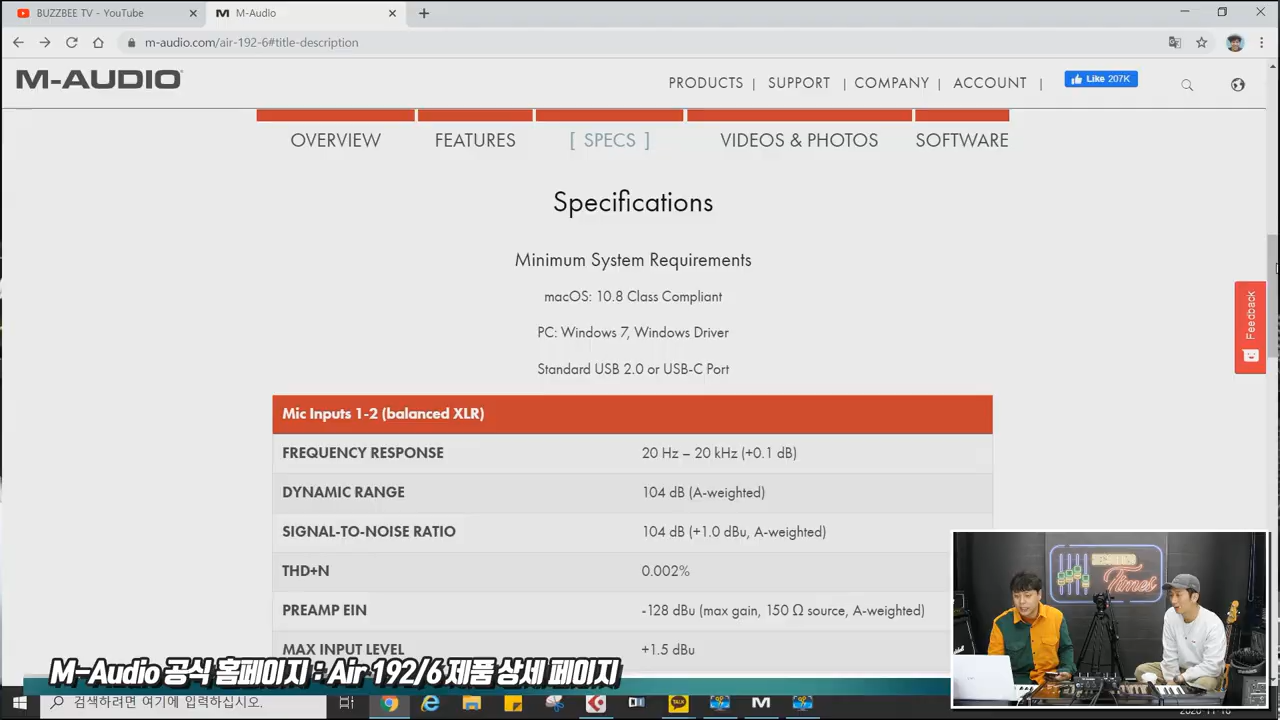 BUZZBEE TV - YouTube
M-Audio
m-audio.com/air-192-6#title-description
M-AUDIO
PRODUCTS | SUPPORT | COMPANY | ACCOUNT |
Like 207K
OVERVIEW
FEATURES
[ SPECS ]
VIDEOS & PHOTOS
SOFTWARE
Specifications
Minimum System Requirements
macOS: 10.8 Class Compliant
PC: Windows 7, Windows Driver
Standard USB 2.0 or USB-C Port
Feedback
Mic Inputs 1-2 (balanced XLR)
FREQUENCY RESPONSE 20 Hz – 20 kHz (+0.1 dB)
DYNAMIC RANGE 104 dB (A-weighted)
SIGNAL-TO-NOISE RATIO 104 dB (+1.0 dBu, A-weighted)
THD+N 0.002%
PREAMP EIN -128 dBu (max gain, 150 Ω source, A-weighted)
MAX INPUT LEVEL +1.5 dBu
Times
M-Audio 공식 홈페이지 : Air 192/6 제품 상세 페이지
검색하려면 여기에 입력하십시오.